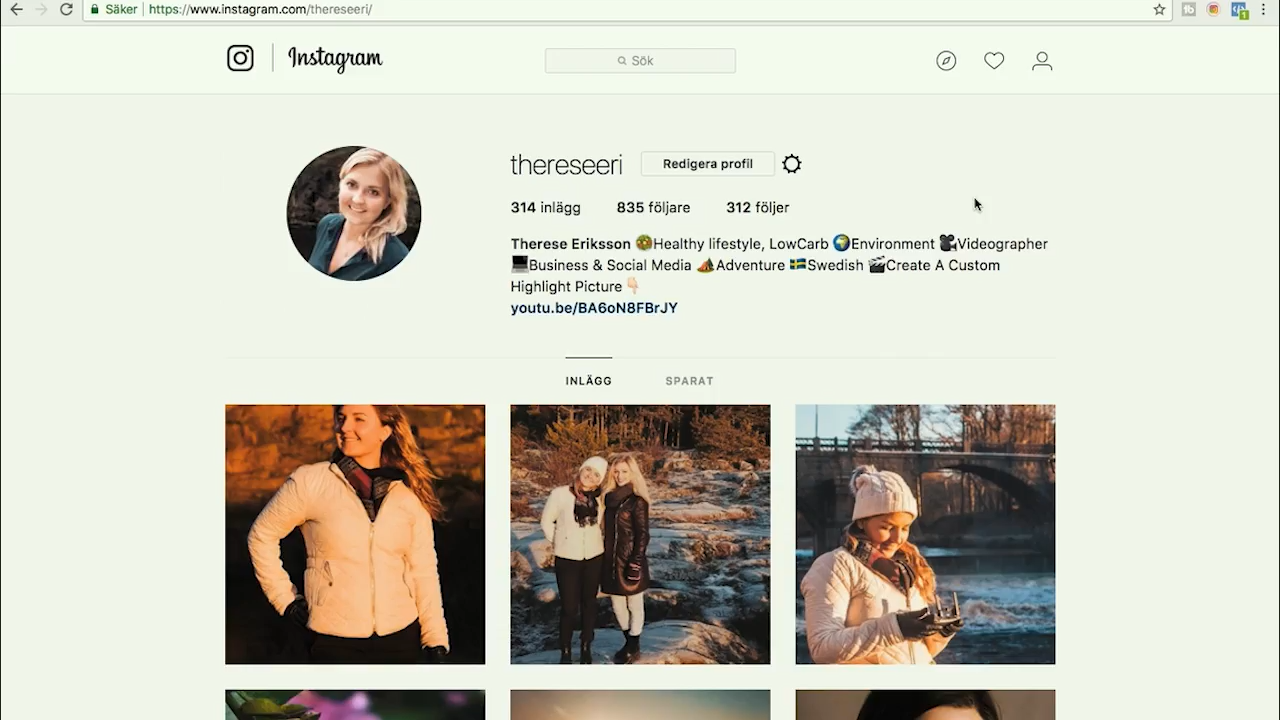 Säker | https://www.instagram.com/thereseeri/
Instagram
Sök
thereseeri Redigera profil
314 inlägg 835 följare 312 följer
Therese Eriksson 🥗Healthy lifestyle, LowCarb 🌍Environment 🎥Videographer
💻Business & Social Media 🏕Adventure 🇸🇪Swedish 🎬Create A Custom
Highlight Picture 👇🏻
youtu.be/BA6oN8FBrJY
INLÄGG SPARAT